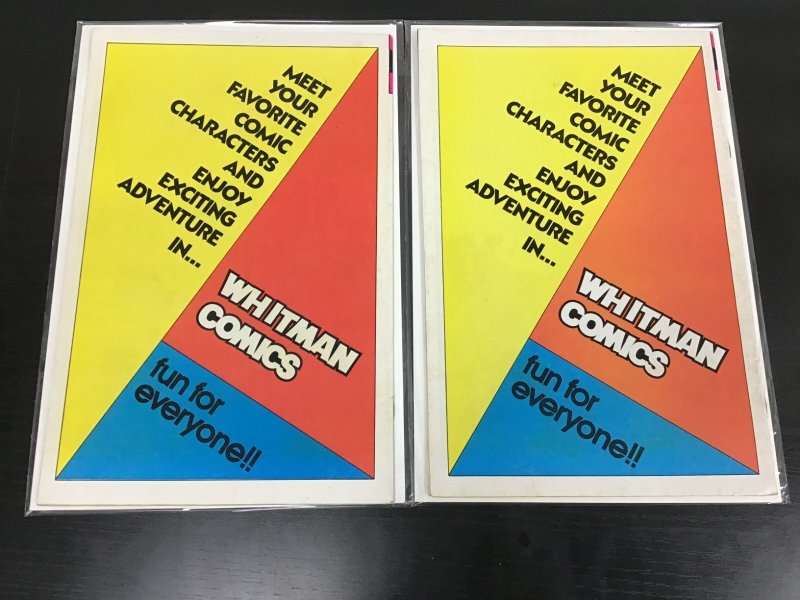 MEET
YOUR
FAVORITE
COMIC
CHARACTERS
AND
ENJOY
EXCITING
ADVENTURE
IN...
WHITMAN
COMICS
fun for
everyone!!
MEET
YOUR
FAVORITE
COMIC
CHARACTERS
AND
ENJOY
EXCITING
ADVENTURE
IN...
WHITMAN
COMICS
fun for
everyone!!